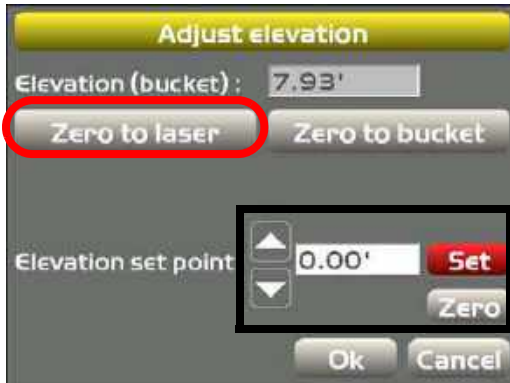 Adjust elevation
Elevation (bucket) : 7.93'
Zero to laser Zero to bucket
Elevation set point 0.00' Set
Zero
Ok Cancel